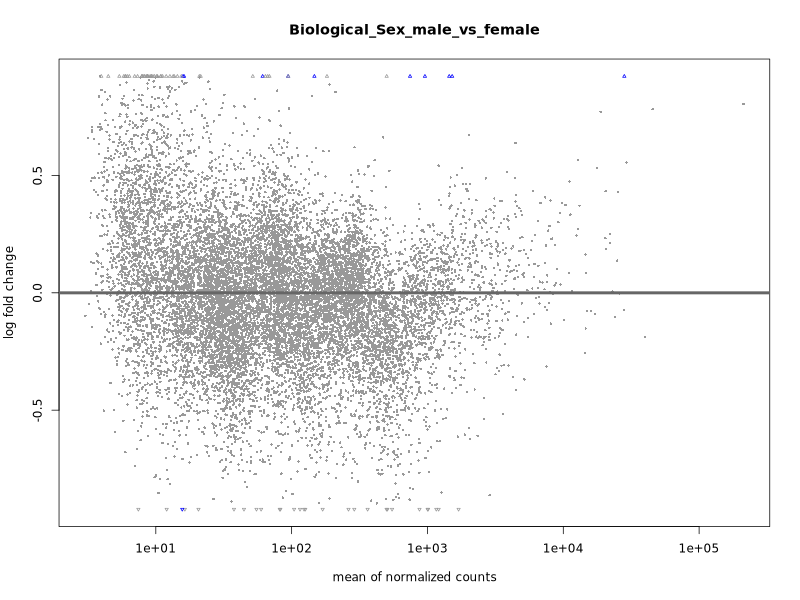 Biological_Sex_male_vs_female
log fold change
0.5
0.0
-0.5
1e+01 1e+02 1e+03 1e+04 1e+05
mean of normalized counts